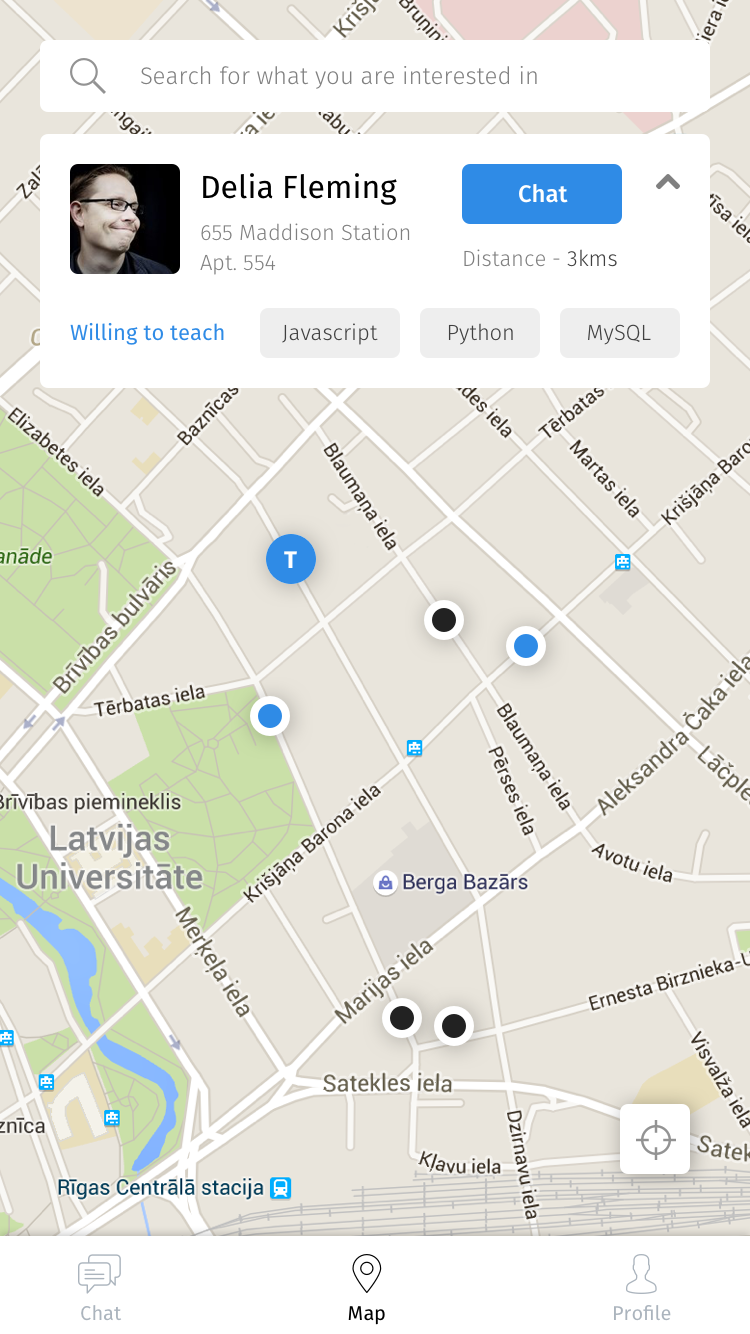 Search for what you are interested in
Delia Fleming
Chat
655 Maddison Station
Apt. 554
Distance - 3kms
Willing to teach
Javascript
Python
MySQL
Elizabetes iela
Baznīcas
Blaumaņa iela
Tērbatas
Martas iela
Krišjāņa Baro
anāde
T
Brīvības bulvāris
Tērbatas iela
Blaumaņa iela
Pērses iela
Aleksandra Čaka iela
Lāčple
Brīvības piemineklis
Latvijas
Universitāte
Krišjāņa Barona iela
Avotu iela
Berga Bazārs
Merķeļa iela
Marijas iela
Ernesta Birznieka-U
Visvalža iela
Satekles iela
znīca
Dzirnavu iela
Kļavu iela
Satek
Rīgas Centrālā stacija
Chat
Map
Profile